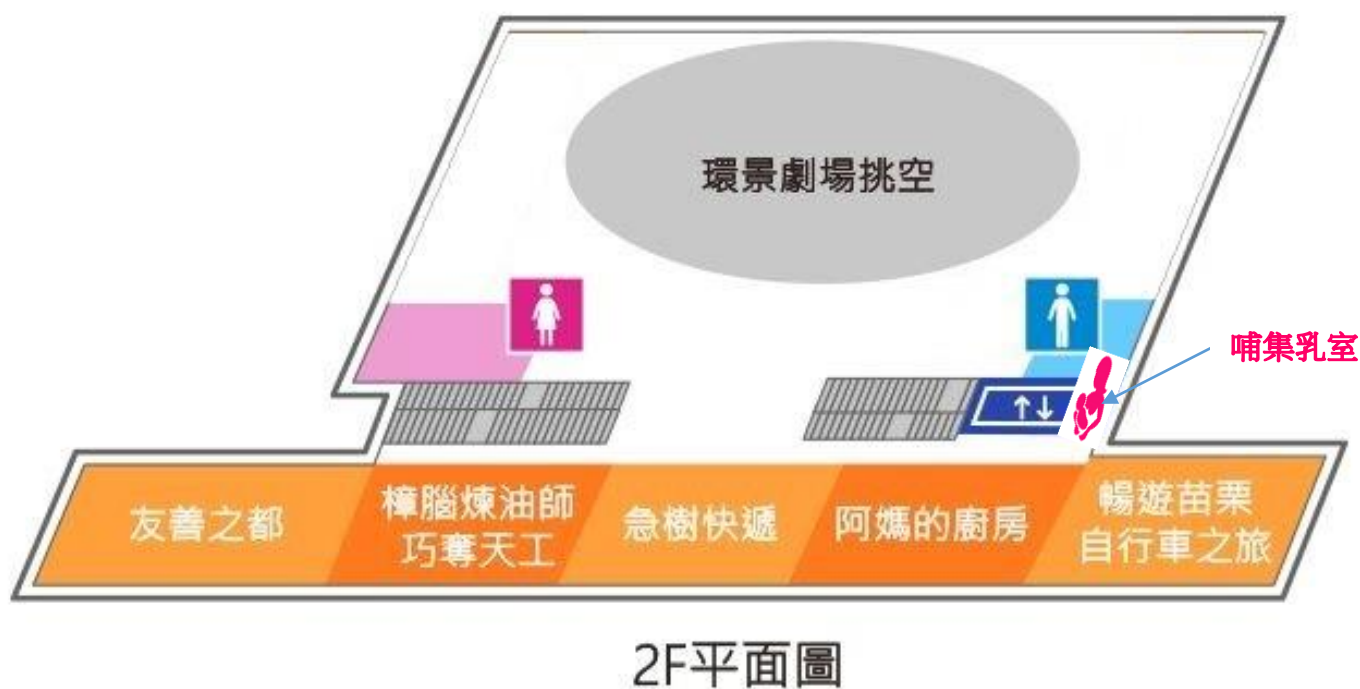 環景劇場挑空
哺集乳室
↑↓
友善之都
樟腦煉油師
巧奪天工
急樹快遞
阿媽的廚房
暢遊苗栗
自行車之旅
2F平面圖